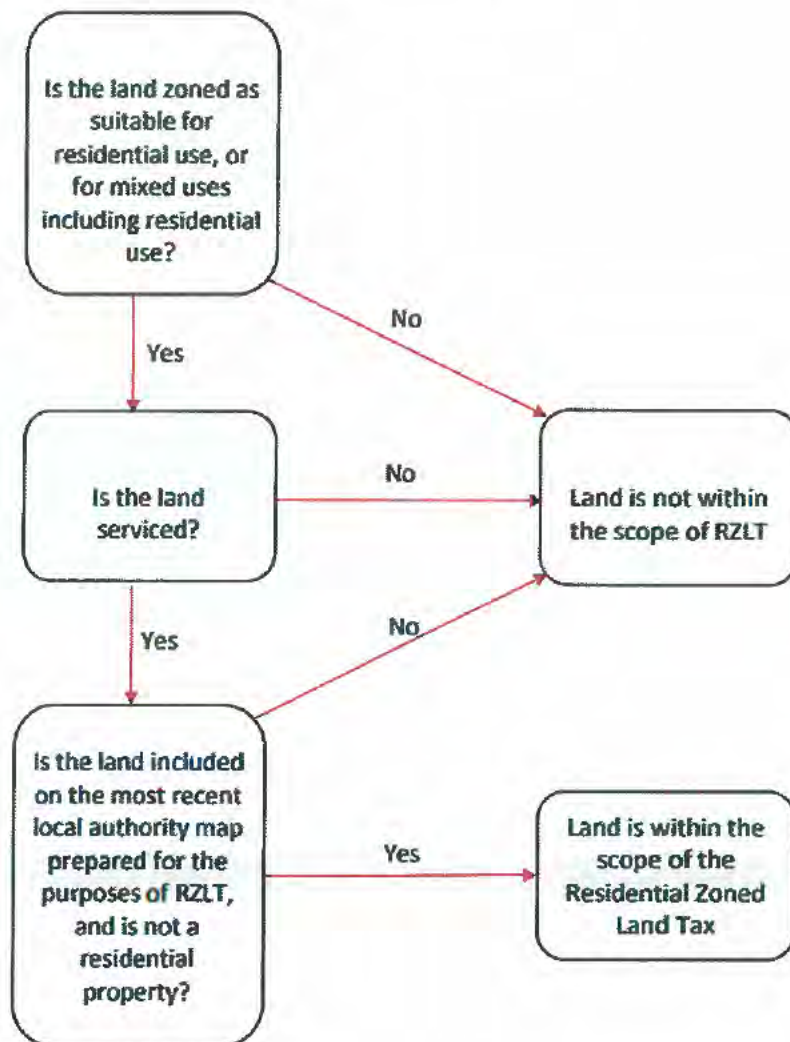 Is the land zoned as
suitable for
residential use, or
for mixed uses
including residential
use?
No
Yes
Is the land
serviced?
No
Land is not within
the scope of RZLT
Yes
No
Is the land included
on the most recent
local authority map
prepared for the
purposes of RZLT,
and is not a
residential
property?
Yes
Land is within the
scope of the
Residential Zoned
Land Tax